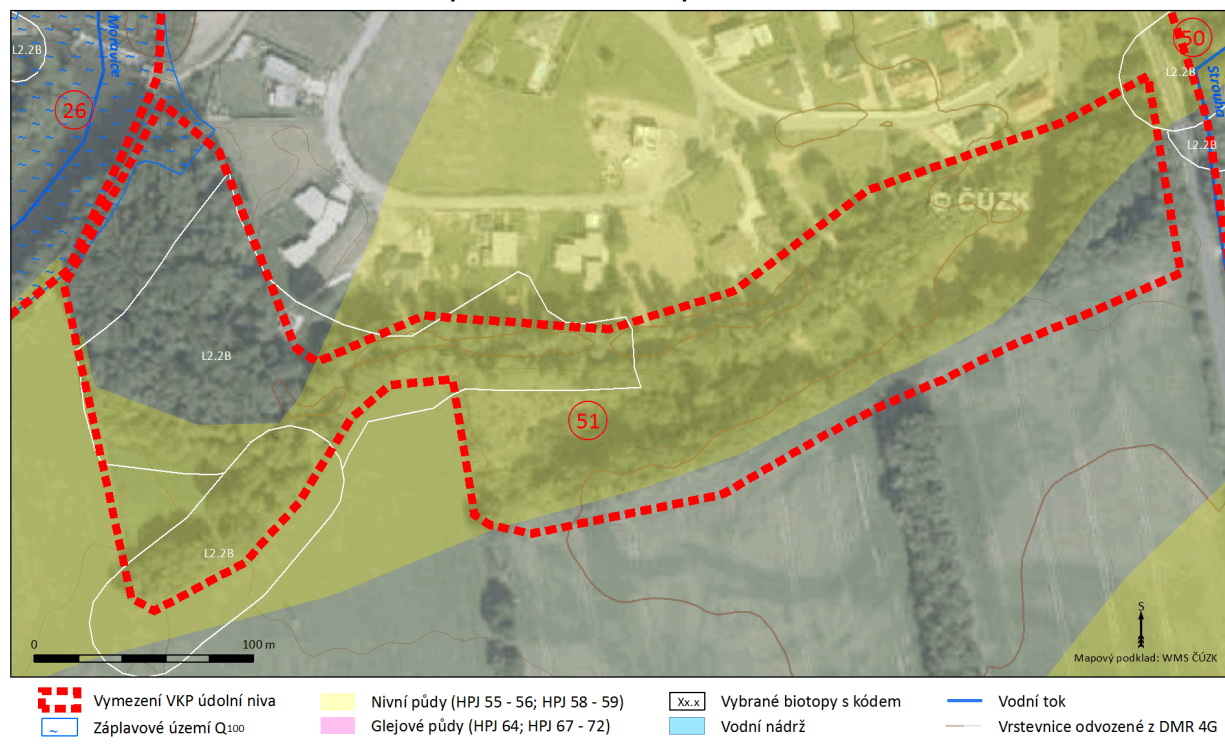 L2.2B
Moravice
26
50
L2.2B
Strouha
L2.2B
© ČÚZK
L2.2B
51
L2.2B
0 100 m
S
Mapový podklad: WMS ČÚZK
Vymezení VKP údolní niva
Nivní půdy (HPJ 55 - 56; HPJ 58 - 59)
Xx.x Vybrané biotopy s kódem
Vodní tok
Záplavové území Q100
Glejové půdy (HPJ 64; HPJ 67 - 72)
Vodní nádrž
Vrstevnice odvozené z DMR 4G